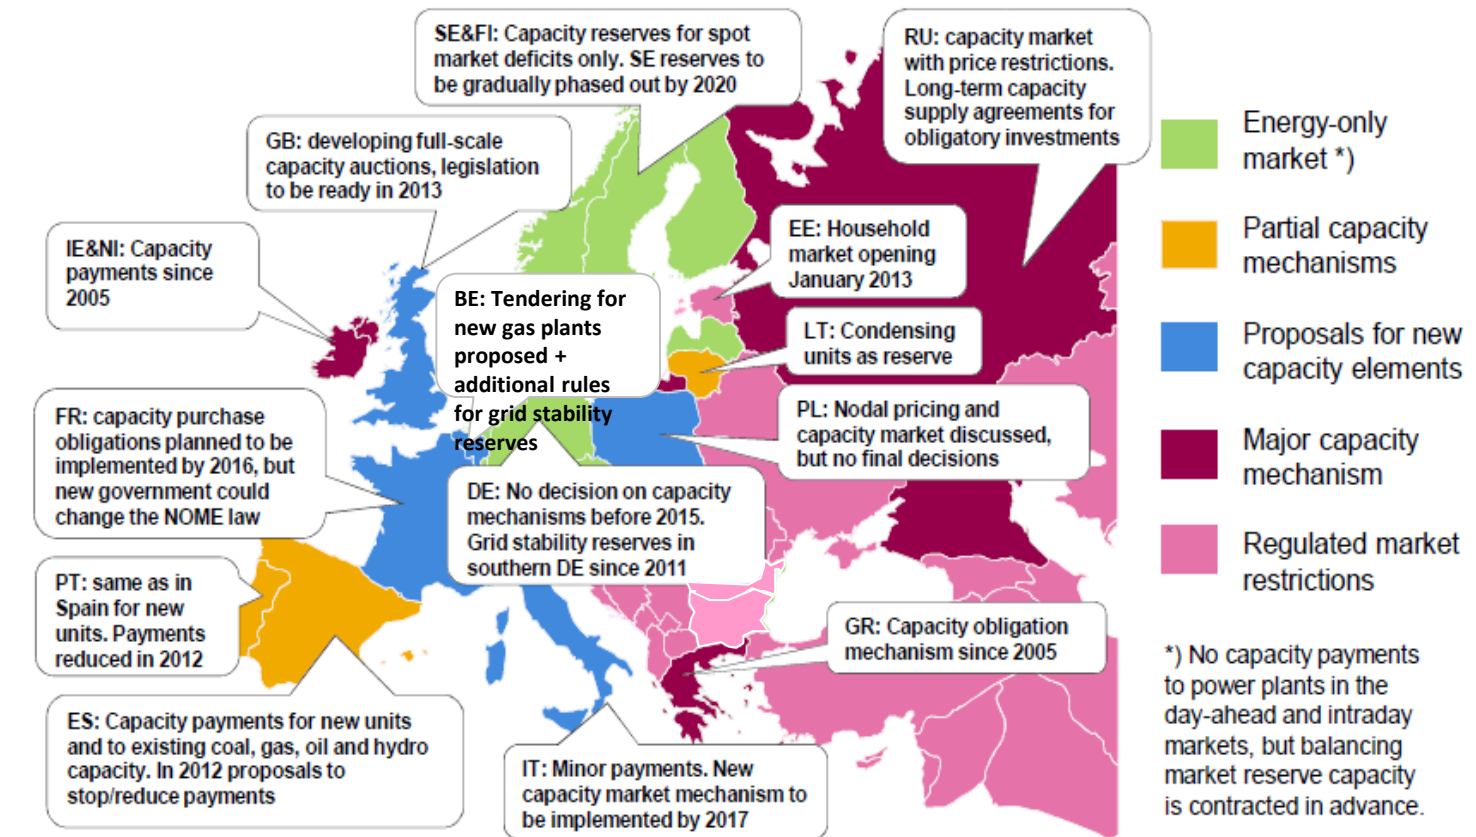 SE&FI: Capacity reserves for spot
market deficits only. SE reserves to
be gradually phased out by 2020
RU: capacity market
with price restrictions.
Long-term capacity
supply agreements for
obligatory investments
GB: developing full-scale
capacity auctions, legislation
to be ready in 2013
IE&NI: Capacity
payments since
2005
EE: Household
market opening
January 2013
BE: Tendering for
new gas plants
proposed +
additional rules
for grid stability
reserves
LT: Condensing
units as reserve
FR: capacity purchase
obligations planned to be
implemented by 2016, but
new government could
change the NOME law
PL: Nodal pricing and
capacity market discussed,
but no final decisions
DE: No decision on capacity
mechanisms before 2015.
Grid stability reserves in
southern DE since 2011
PT: same as in
Spain for new
units. Payments
reduced in 2012
GR: Capacity obligation
mechanism since 2005
ES: Capacity payments for new units
and to existing coal, gas, oil and hydro
capacity. In 2012 proposals to
stop/reduce payments
IT: Minor payments. New
capacity market mechanism to
be implemented by 2017
Energy-only
market *)
Partial capacity
mechanisms
Proposals for new
capacity elements
Major capacity
mechanism
Regulated market
restrictions
*) No capacity payments
to power plants in the
day-ahead and intraday
markets, but balancing
market reserve capacity
is contracted in advance.